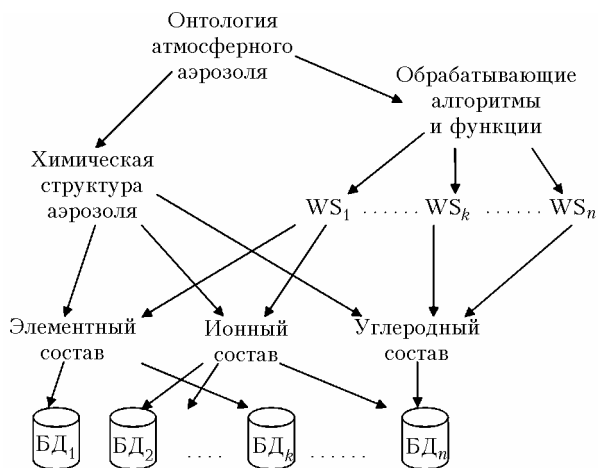 Онтология
атмосферного
аэрозоля
Обрабатывающие
алгоритмы
и функции
Химическая
структура
аэрозоля
WS1 ...... WSk ...... WSn
Элементный
состав
Ионный
состав
Углеродный
состав
БД1 БД2 .... БДk ...... БДn